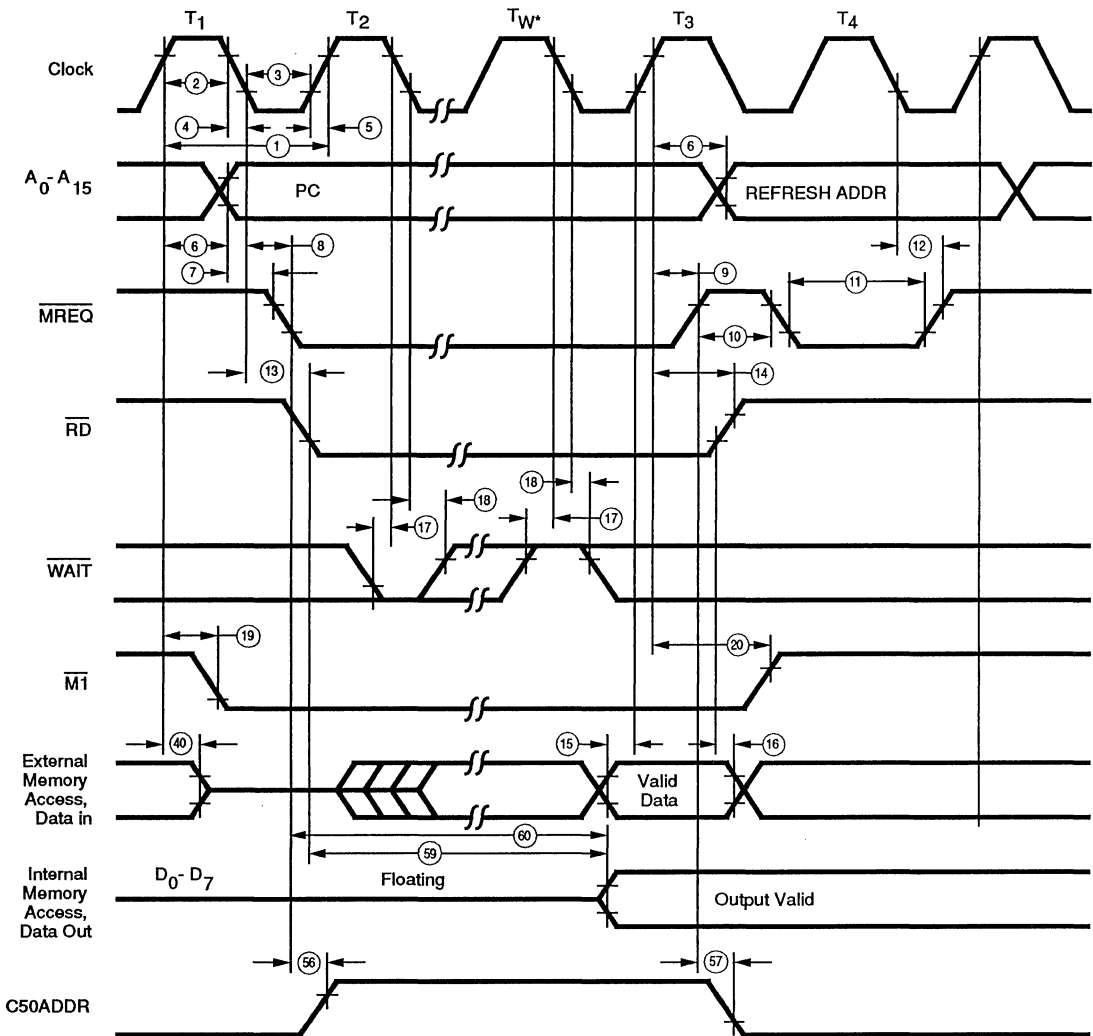 T1 T2 TW* T3 T4
Clock
2 3
4 5
1
6
A0- A15
PC
REFRESH ADDR
6 8
12
7
9
11
MREQ
10
13
14
RD
18
18
17
17
WAIT
19
20
M1
40
15
16
External
Memory
Access,
Data in
Valid
Data
60
59
D0- D7
Floating
Internal
Memory
Access,
Data Out
Output Valid
56
57
C50ADDR